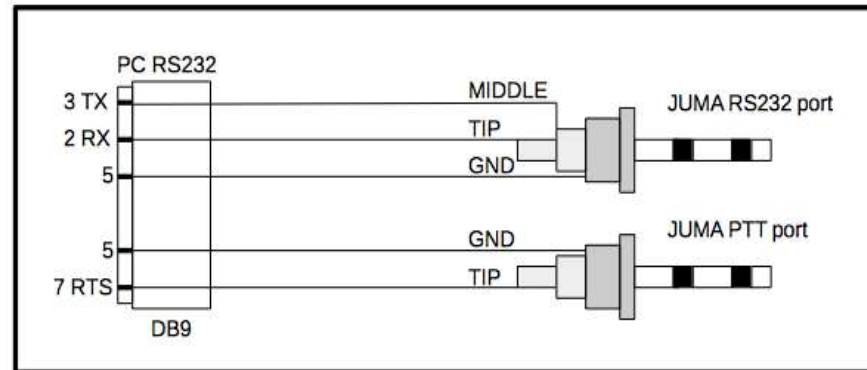 PC RS232
3 TX
MIDDLE
JUMA RS232 port
2 RX
TIP
5
GND
5
GND
JUMA PTT port
7 RTS
TIP
DB9